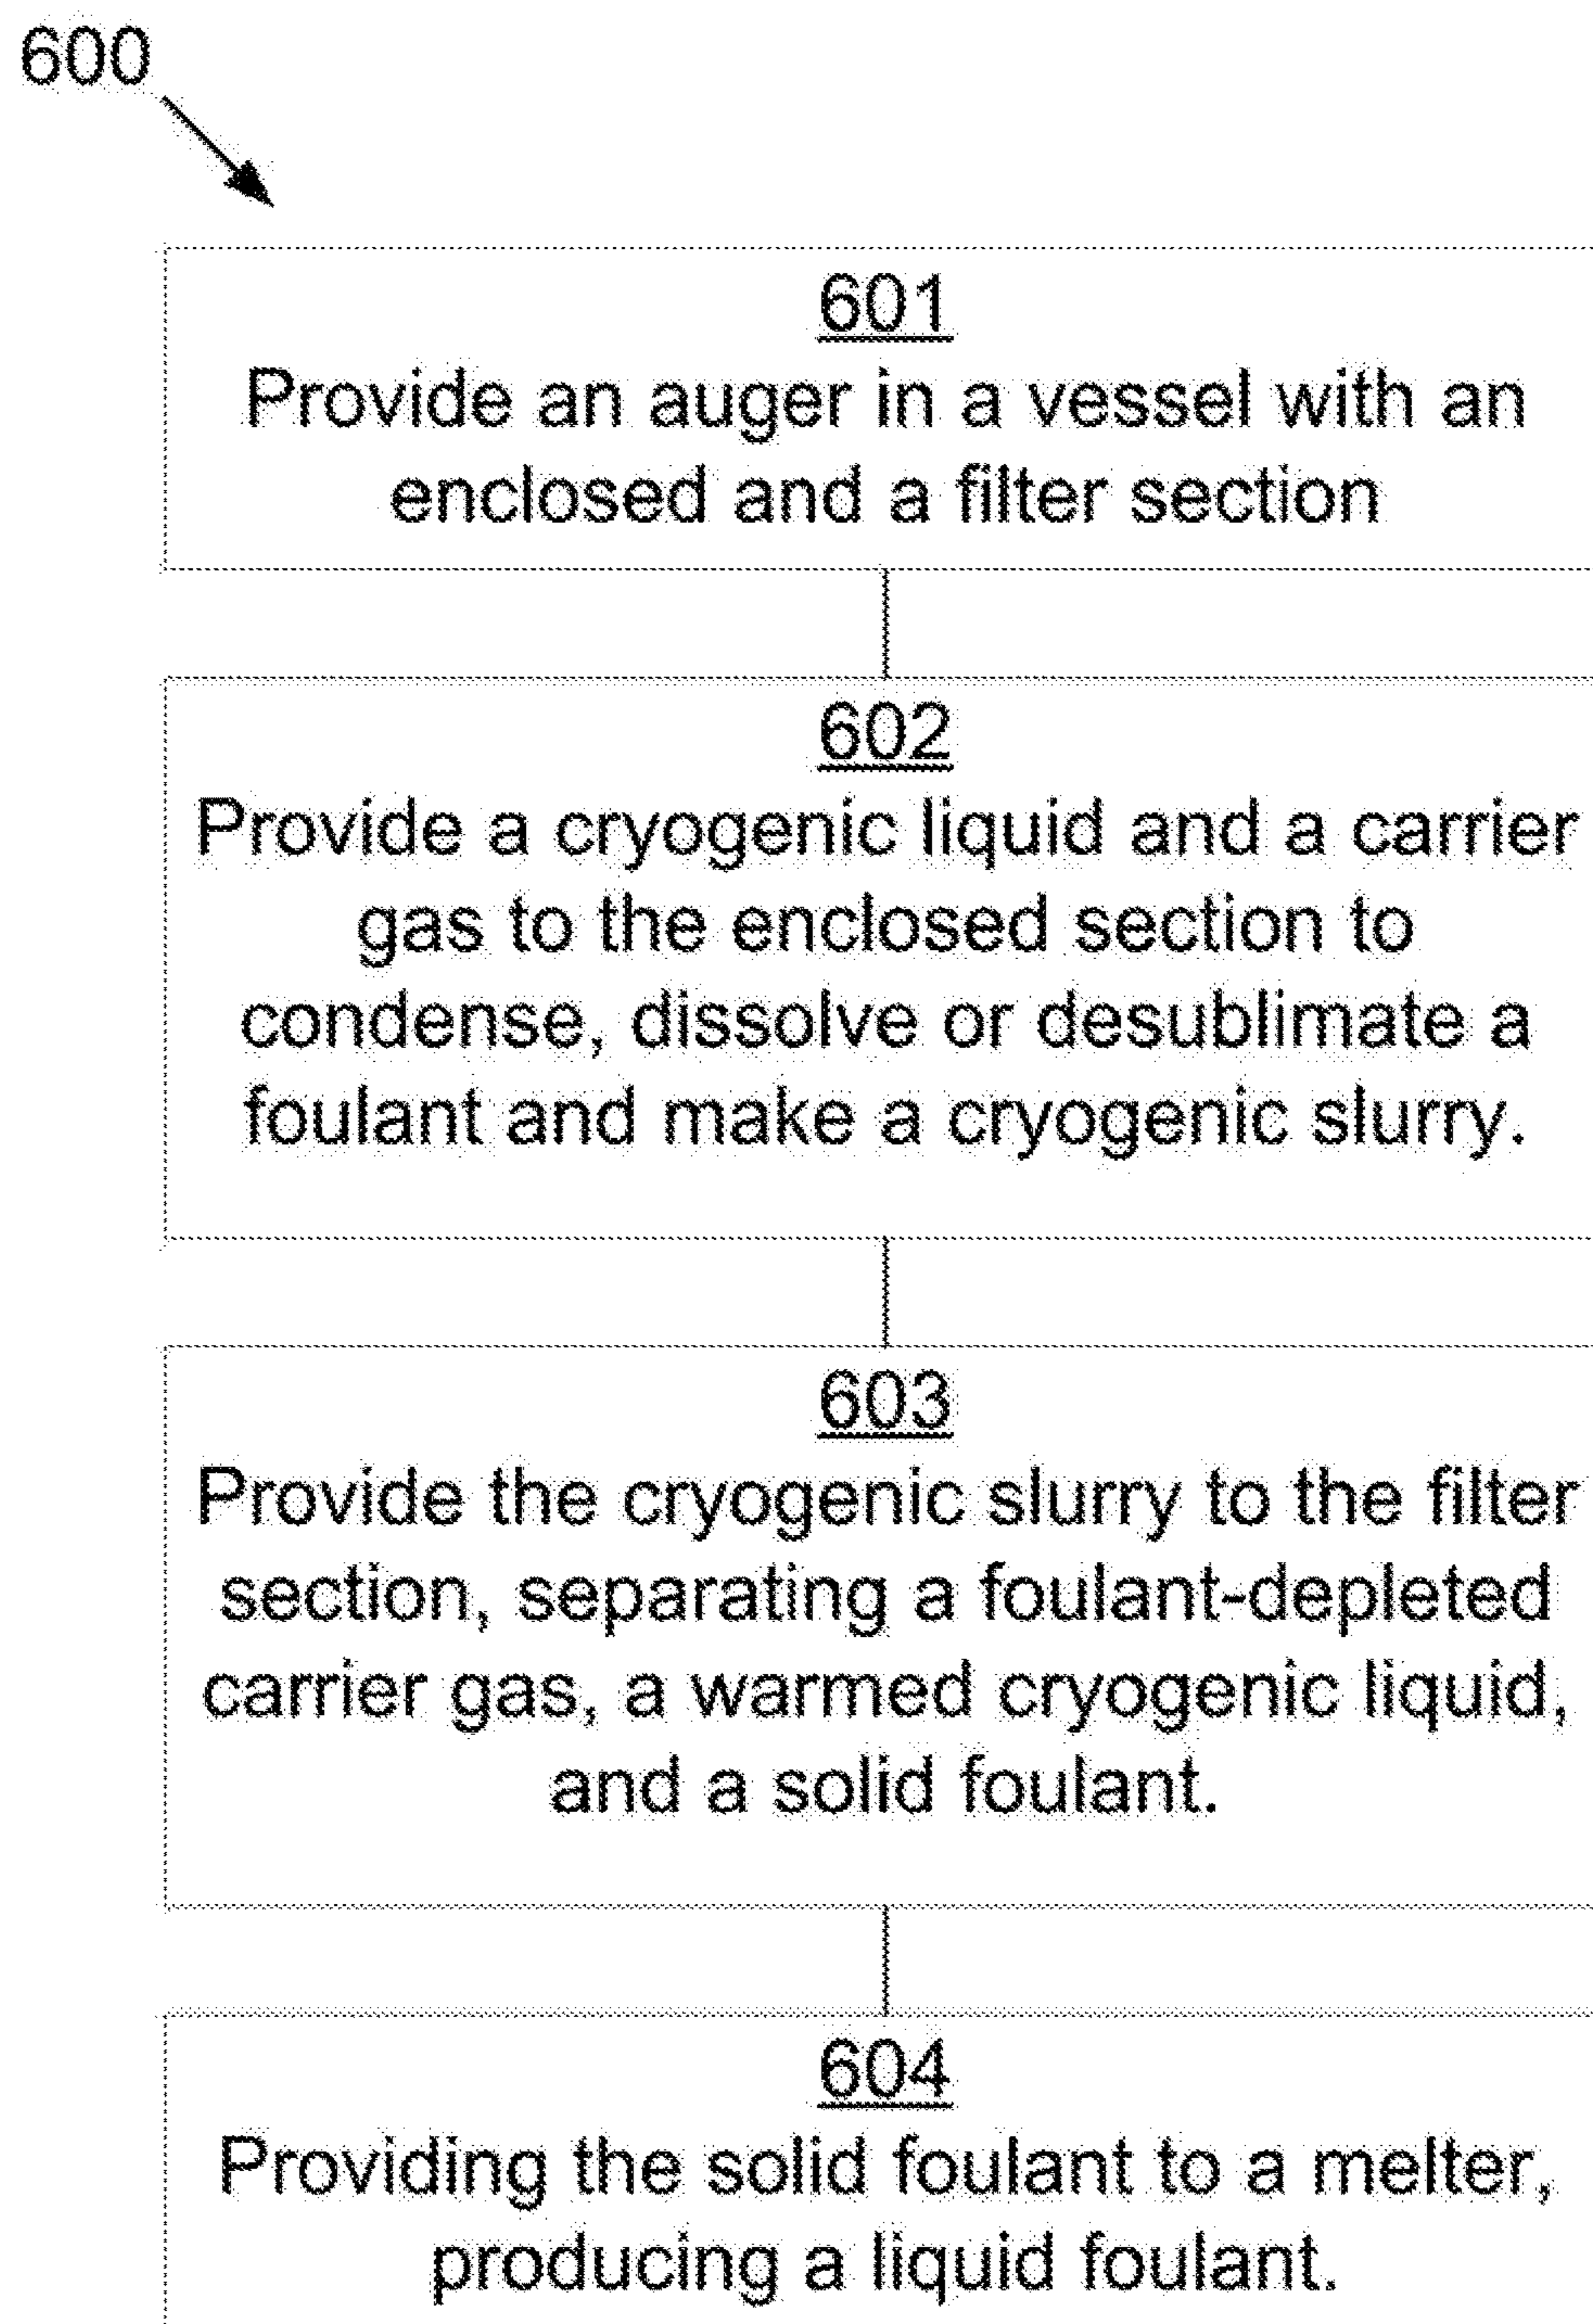 600
601
Provide an auger in a vessel with an
enclosed and a filter section
602
Provide a cryogenic liquid and a carrier
gas to the enclosed section to
condense, dissolve or desublimate a
foulant and make a cryogenic slurry.
603
Provide the cryogenic slurry to the filter
section, separating a foulant-depleted
carrier gas, a warmed cryogenic liquid,
and a solid foulant.
604
Providing the solid foulant to a melter,
producing a liquid foulant.